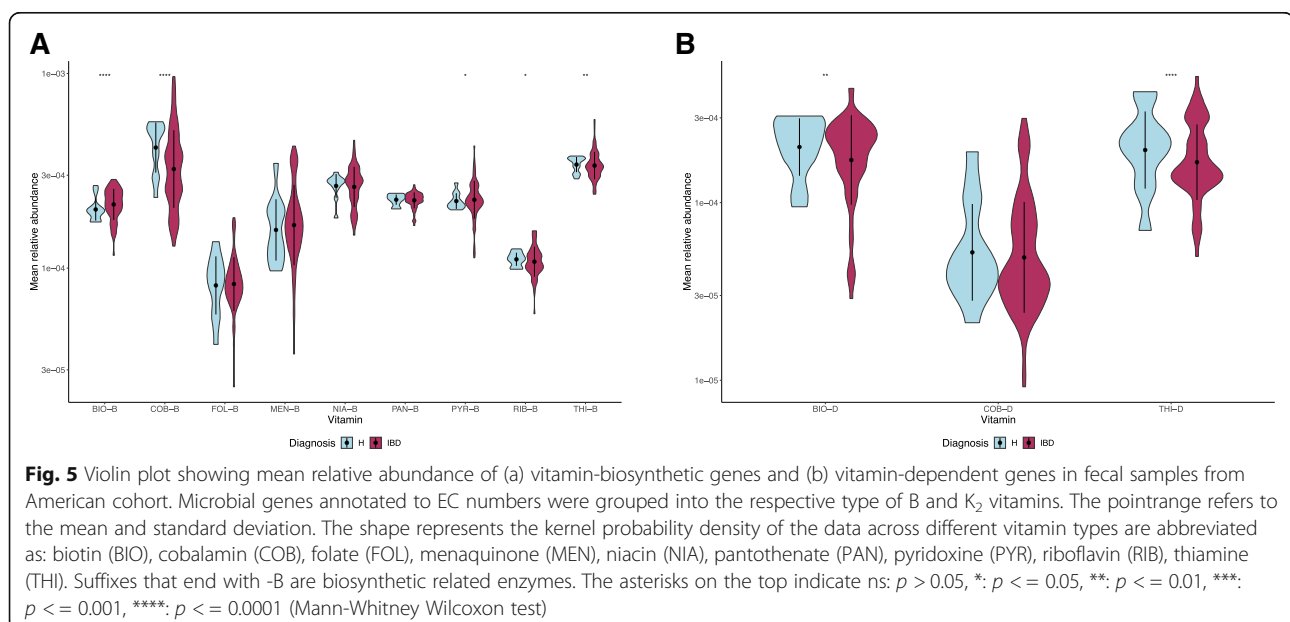 A
B
**** **** * * **
** ****
1e−03
3e−04
1e−04
3e−05
Mean relative abundance
BIO−B COB−B FOL−B MEN−B NIA−B PAN−B PYR−B RIB−B THI−B
Vitamin
Diagnosis H IBD
3e−04
1e−04
3e−05
1e−05
Mean relative abundance
BIO−D COB−D THI−D
Vitamin
Diagnosis H IBD
Fig. 5 Violin plot showing mean relative abundance of (a) vitamin-biosynthetic genes and (b) vitamin-dependent genes in fecal samples from
American cohort. Microbial genes annotated to EC numbers were grouped into the respective type of B and K₂ vitamins. The pointrange refers to
the mean and standard deviation. The shape represents the kernel probability density of the data across different vitamin types are abbreviated
as: biotin (BIO), cobalamin (COB), folate (FOL), menaquinone (MEN), niacin (NIA), pantothenate (PAN), pyridoxine (PYR), riboflavin (RIB), thiamine
(THI). Suffixes that end with -B are biosynthetic related enzymes. The asterisks on the top indicate ns: p > 0.05, *: p < = 0.05, **: p < = 0.01, ***:
p < = 0.001, ****: p < = 0.0001 (Mann-Whitney Wilcoxon test)